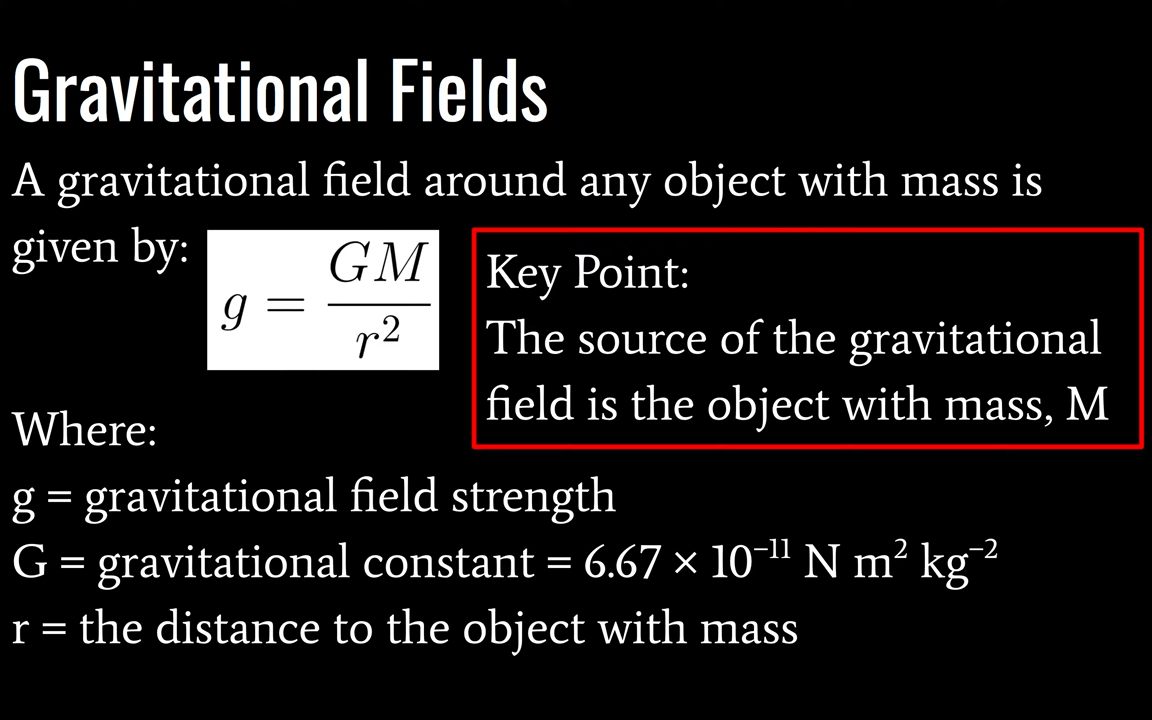 Gravitational Fields
A gravitational field around any object with mass is
given by:
g = GM / r²
Key Point:
The source of the gravitational
field is the object with mass, M
Where:
g = gravitational field strength
G = gravitational constant = 6.67 × 10⁻¹¹ N m² kg⁻²
r = the distance to the object with mass